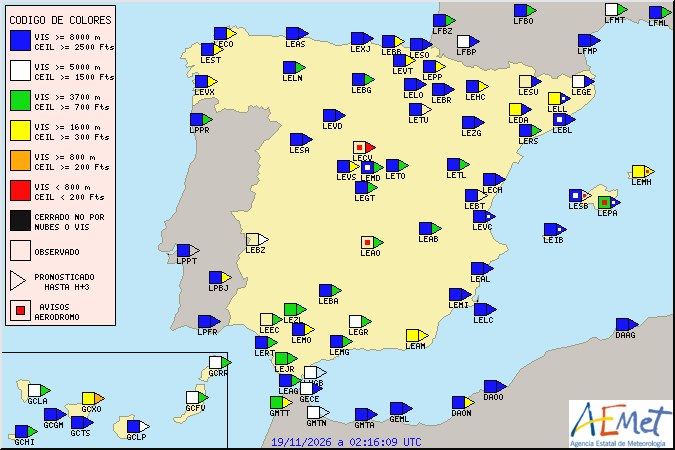 CODIGO DE COLORES
VIS >= 8000 m
CEIL >= 2500 Fts
VIS >= 5000 m
CEIL >= 1500 Fts
VIS >= 3700 m
CEIL >= 700 Fts
VIS >= 1600 m
CEIL >= 300 Fts
VIS >= 800 m
CEIL >= 200 Fts
VIS < 800 m
CEIL < 200 Fts
CERRADO NO POR
NUBES O VIS
OBSERVADO
PRONOSTICADO
HASTA H+3
AVISOS
AERODROMO
LFBO
LFMT
LFML
LFBZ
LECO
LEAS
LEXJ
LEBB
LESO
LFBP
LFMP
LEST
LEVT
LEPP
LELN
LEVX
LEBG
LELO
LEBR
LEHC
LESU
LEGE
LELL
LPPR
LEVD
LETU
LEZG
LEDA
LERS
LEBL
LESA
LECV
LEVS
LEMD
LETO
LETL
LECH
LEMH
LEGT
LEBT
LESB
LEPA
LEVC
LEIB
LEAB
LEBZ
LEAO
LPPT
LEAL
LPBJ
LEBA
LEMI
LELC
LEZL
LPFR
LEEC
LEMO
LEGR
LEAM
LERT
LEMG
DAAG
LEJR
GCRR
LEAG
GECE
DAOO
GCLA
GCXO
GCFV
GMTT
GMTN
GMTA
GEML
DAON
GCGM
GCTS
GCLP
GCHI
19/11/2026 a 02:16:09 UTC
AEmet
Agencia Estatal de Meteorología